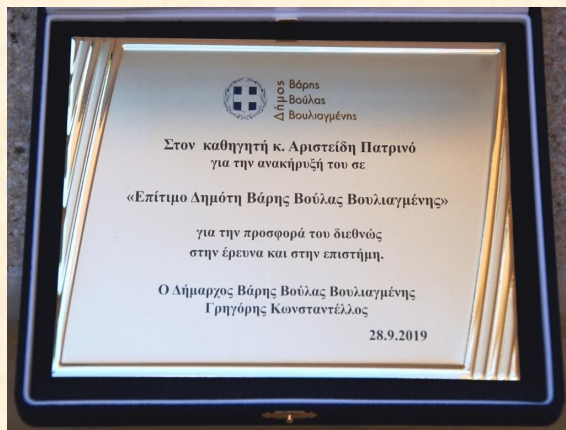 Δήμος
Βάρης
Βούλας
Βουλιαγμένης
Στον καθηγητή κ. Αριστείδη Πατρινό
για την ανακήρυξή του σε
«Επίτιμο Δημότη Βάρης Βούλας Βουλιαγμένης»
για την προσφορά του διεθνώς
στην έρευνα και στην επιστήμη.
Ο Δήμαρχος Βάρης Βούλας Βουλιαγμένης
Γρηγόρης Κωνσταντέλλος
28.9.2019